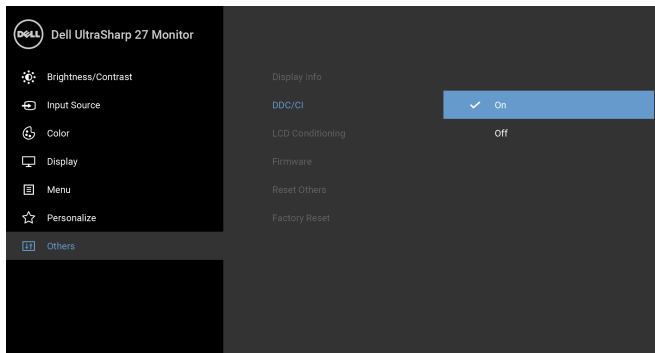 DELL Dell UltraSharp 27 Monitor
Brightness/Contrast
Input Source
Color
Display
Menu
Personalize
Others
Display Info
DDC/CI
LCD Conditioning
Firmware
Reset Others
Factory Reset
On
Off